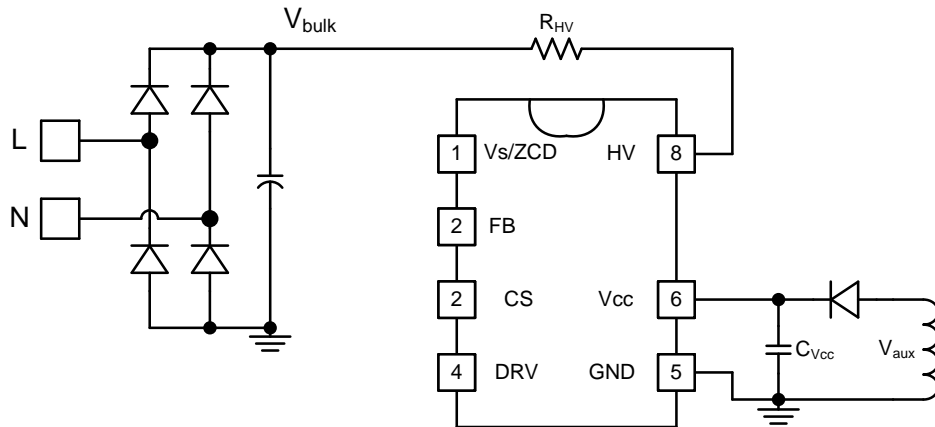 V_bulk
R_HV
L
N
1 Vs/ZCD HV 8
2 FB
2 CS Vcc 6
4 DRV GND 5
C_Vcc
V_aux